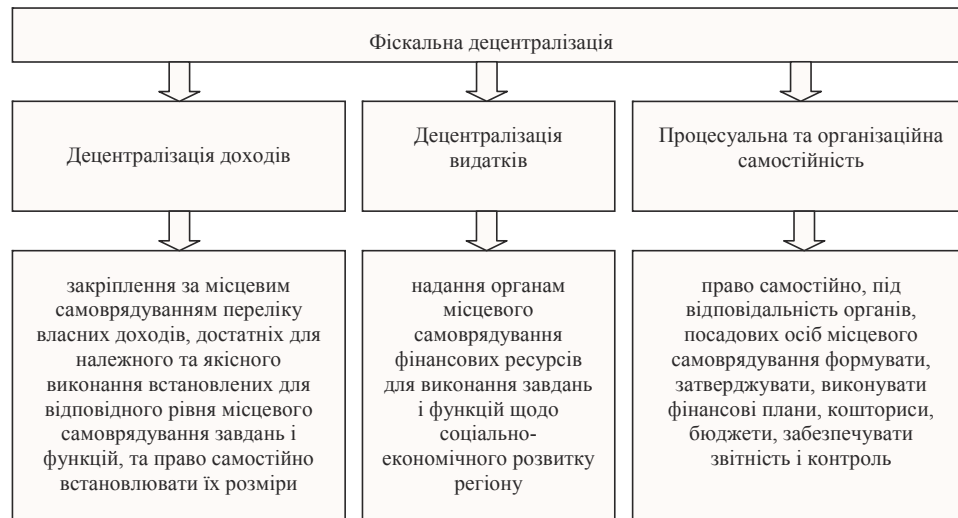 Фіскальна децентралізація
Децентралізація доходів
Децентралізація
видатків
Процесуальна та організаційна
самостійність
закріплення за місцевим
самоврядуванням переліку
власних доходів, достатніх для
належного та якісного
виконання встановлених для
відповідного рівня місцевого
самоврядування завдань і
функцій, та право самостійно
встановлювати їх розміри
надання органам
місцевого
самоврядування
фінансових ресурсів
для виконання завдань
і функцій щодо
соціально-
економічного розвитку
регіону
право самостійно, під
відповідальність органів,
посадових осіб місцевого
самоврядування формувати,
затверджувати, виконувати
фінансові плани, кошториси,
бюджети, забезпечувати
звітність і контроль